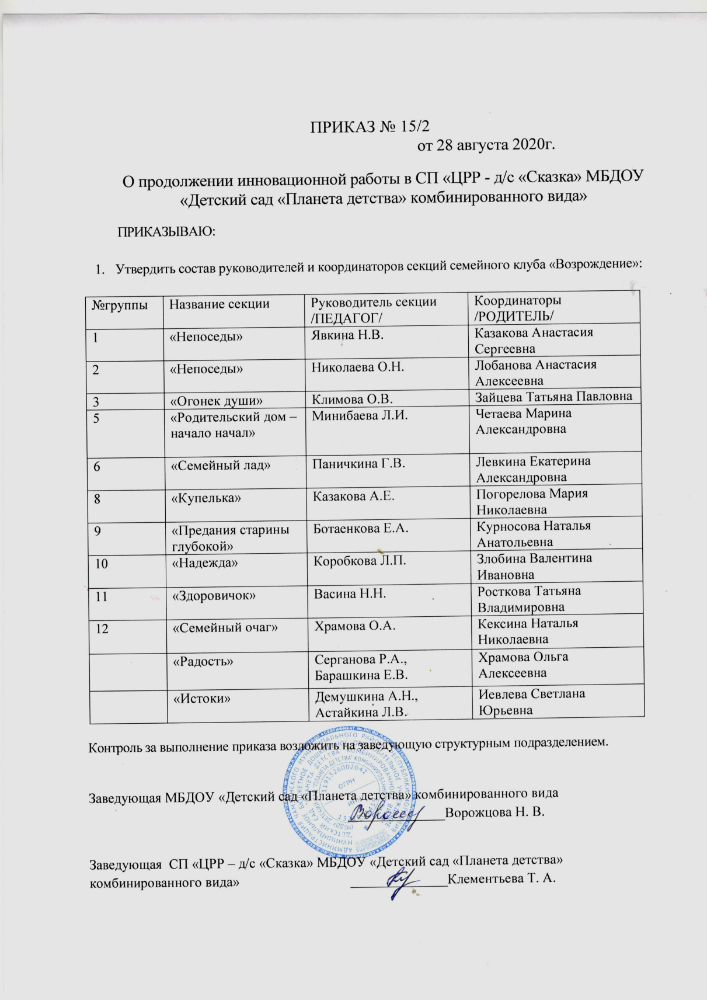 ПРИКАЗ № 15/2
от 28 августа 2020г.
О продолжении инновационной работы в СП «ЦРР - д/с «Сказка» МБДОУ
«Детский сад «Планета детства» комбинированного вида»
ПРИКАЗЫВАЮ:
1. Утвердить состав руководителей и координаторов секций семейного клуба «Возрождение»:
№группы Название секции Руководитель секции Координаторы
/ПЕДАГОГ/ /РОДИТЕЛЬ/
1 «Непоседы» Явкина Н.В. Казакова Анастасия
Сергеевна
2 «Непоседы» Николаева О.Н. Лобанова Анастасия
Алексеевна
3 «Огонек души» Климова О.В. Зайцева Татьяна Павловна
5 «Родительский дом – Минибаева Л.И. Четаева Марина
начало начал» Александровна
6 «Семейный лад» Паничкина Г.В. Левкина Екатерина
Александровна
8 «Купелька» Казакова А.Е. Погорелова Мария
Николаевна
9 «Предания старины Ботаенкова Е.А. Курносова Наталья
глубокой» Анатольевна
10 «Надежда» Коробкова Л.П. Злобина Валентина
Ивановна
11 «Здоровичок» Васина Н.Н. Росткова Татьяна
Владимировна
12 «Семейный очаг» Храмова О.А. Кексина Наталья
Николаевна
«Радость» Серганова Р.А., Храмова Ольга
Барашкина Е.В. Алексеевна
«Истоки» Демушкина А.Н., Иевлева Светлана
Астайкина Л.В. Юрьевна
Контроль за выполнение приказа возложить на заведующую структурным подразделением.
Заведующая МБДОУ «Детский сад «Планета детства» комбинированного вида
Ворожцова Н. В.
ОГРН
1191326002042
ИНН
Заведующая СП «ЦРР – д/с «Сказка» МБДОУ «Детский сад «Планета детства»
комбинированного вида» Клементьева Т. А.